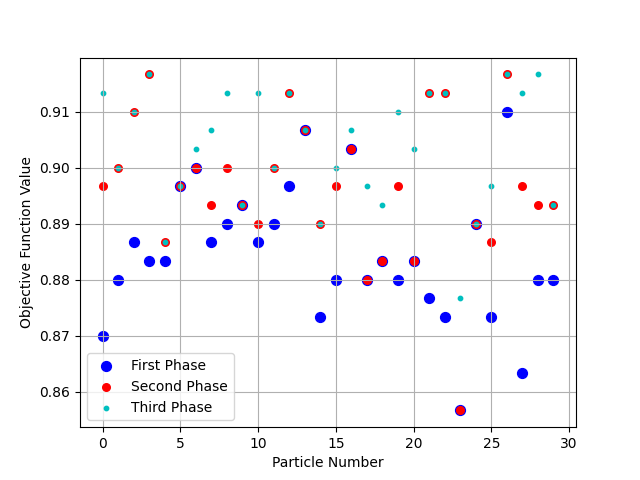 0.91
0.90
0.89
0.88
0.87
0.86
Objective Function Value
First Phase
Second Phase
Third Phase
0 5 10 15 20 25 30
Particle Number